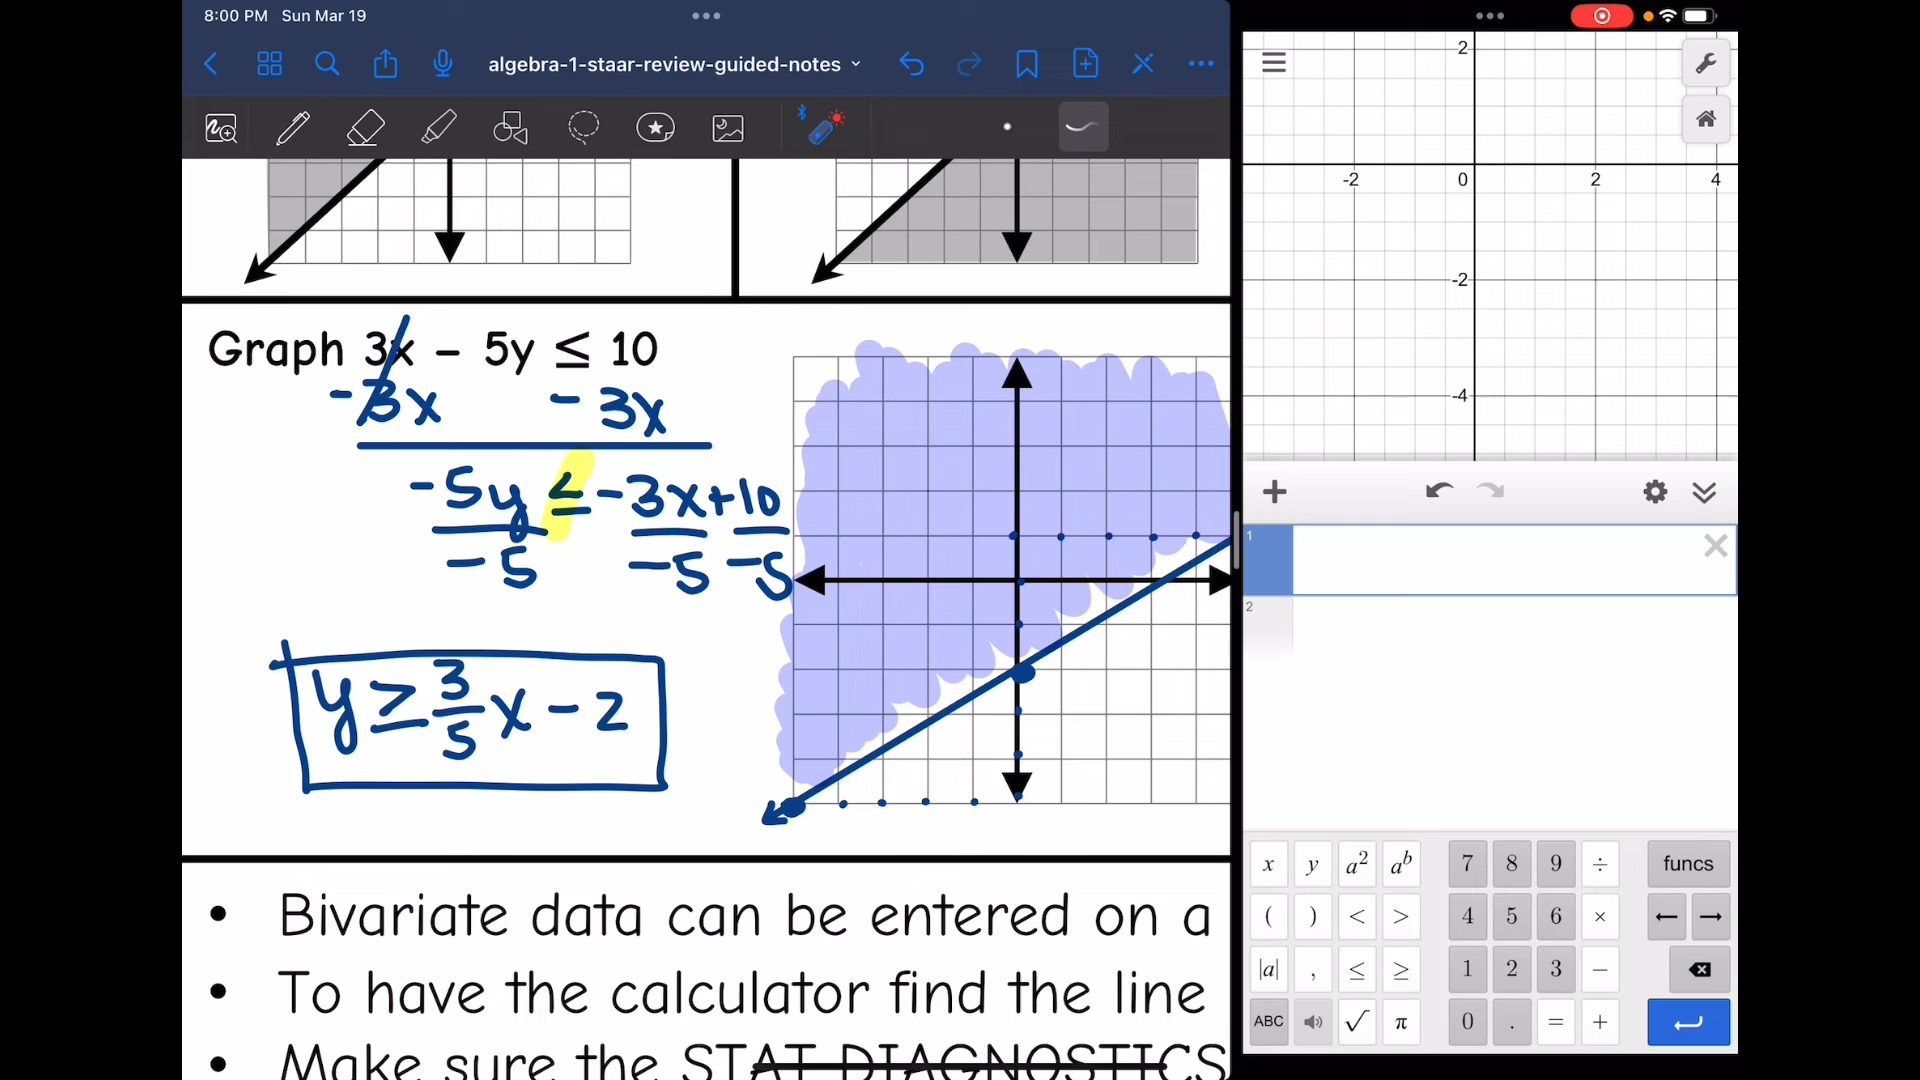 8:00 PM Sun Mar 19
algebra-1-staar-review-guided-notes
Graph 3x – 5y ≤ 10
-3x - 3x
-5y ≤ -3x+10
-5 -5 -5
y ≥ 3/5 x - 2
• Bivariate data can be entered on a
• To have the calculator find the line
• Make sure the STAT DIAGNOSTICS
2
-2 0 2 4
-2
-4
1
2
x y a² aᵇ 7 8 9 ÷ funcs
( ) < > 4 5 6 × ← →
|a| , ≤ ≥ 1 2 3 −
ABC √ π 0 . = +